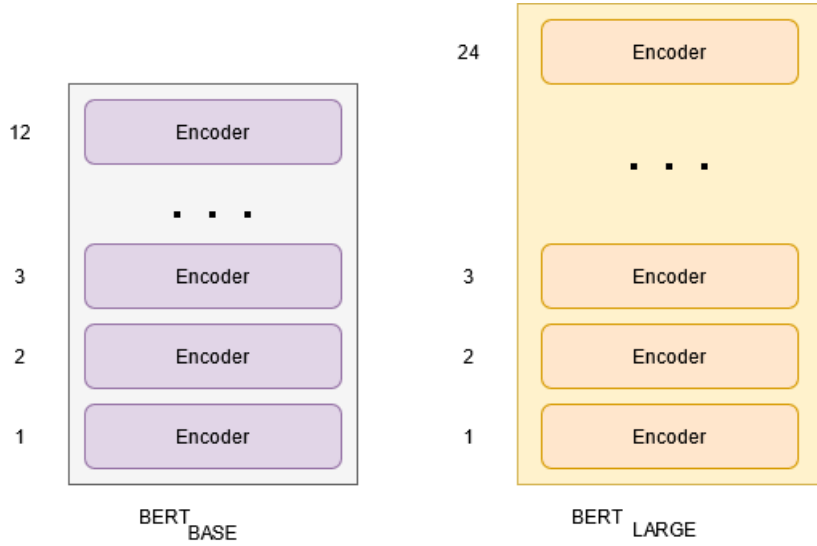 24 Encoder
12 Encoder
. . .
. . .
3 Encoder
3 Encoder
2 Encoder
2 Encoder
1 Encoder
1 Encoder
BERT BASE
BERT LARGE